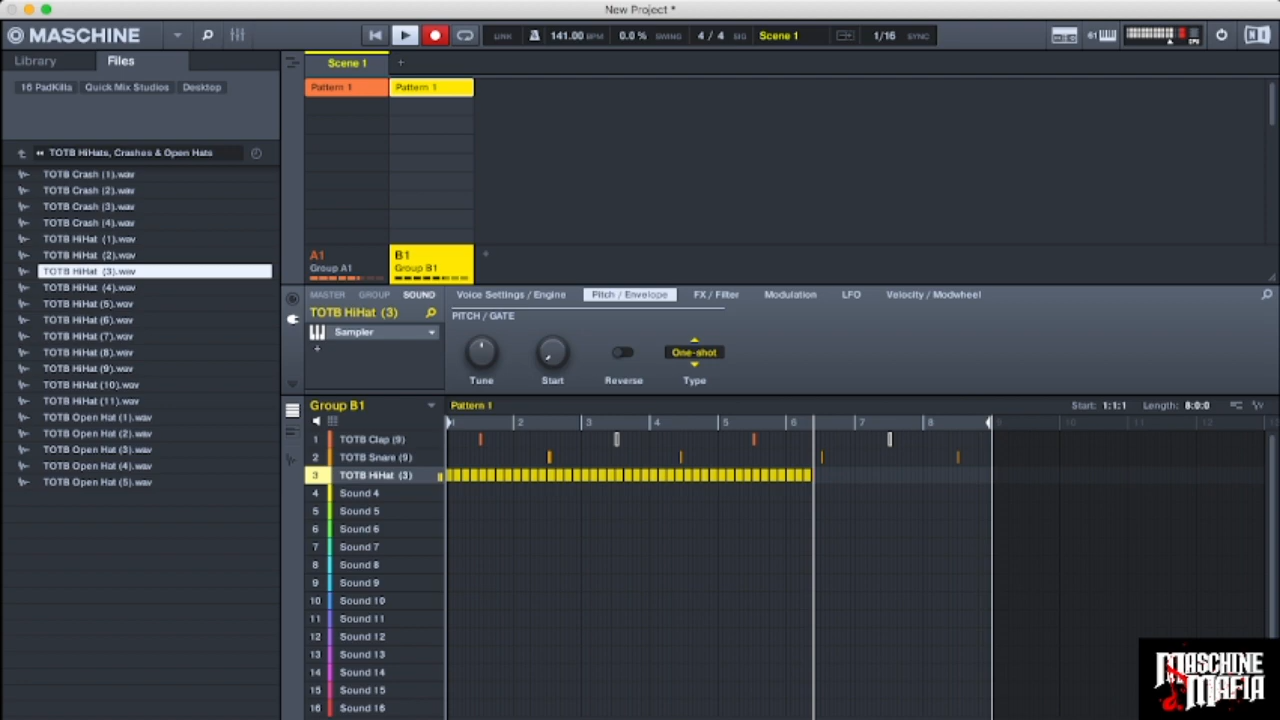 New Project *
MASCHINE
LINK 141.00 BPM 0.0 % SWING 4 / 4 SIG Scene 1 1/16 SYNC
Library Files
Scene 1 +
16 PadKilla Quick Mix Studios Desktop
Pattern 1 Pattern 1
TOTB HiHats, Crashes & Open Hats
TOTB Crash (1).wav
TOTB Crash (2).wav
TOTB Crash (3).wav
TOTB Crash (4).wav
TOTB HiHat (1).wav
TOTB HiHat (2).wav
TOTB HiHat (3).wav
TOTB HiHat (4).wav
TOTB HiHat (5).wav
TOTB HiHat (6).wav
TOTB HiHat (7).wav
TOTB HiHat (8).wav
TOTB HiHat (9).wav
TOTB HiHat (10).wav
TOTB HiHat (11).wav
TOTB Open Hat (1).wav
TOTB Open Hat (2).wav
TOTB Open Hat (3).wav
TOTB Open Hat (4).wav
TOTB Open Hat (5).wav
A1 B1 +
Group A1 Group B1
MASTER GROUP SOUND Voice Settings / Engine Pitch / Envelope FX / Filter Modulation LFO Velocity / Modwheel
TOTB HiHat (3) PITCH / GATE
Sampler
+
One-shot
Tune Start Reverse Type
Group B1 Pattern 1 Start: 1:1:1 Length: 8:0:0
1 2 3 4 5 6 7 8 9 10 11 12
1 TOTB Clap (9)
2 TOTB Snare (9)
3 TOTB HiHat (3)
4 Sound 4
5 Sound 5
6 Sound 6
7 Sound 7
8 Sound 8
9 Sound 9
10 Sound 10
11 Sound 11
12 Sound 12
13 Sound 13
14 Sound 14
15 Sound 15
16 Sound 16
MASCHINE
MAFIA